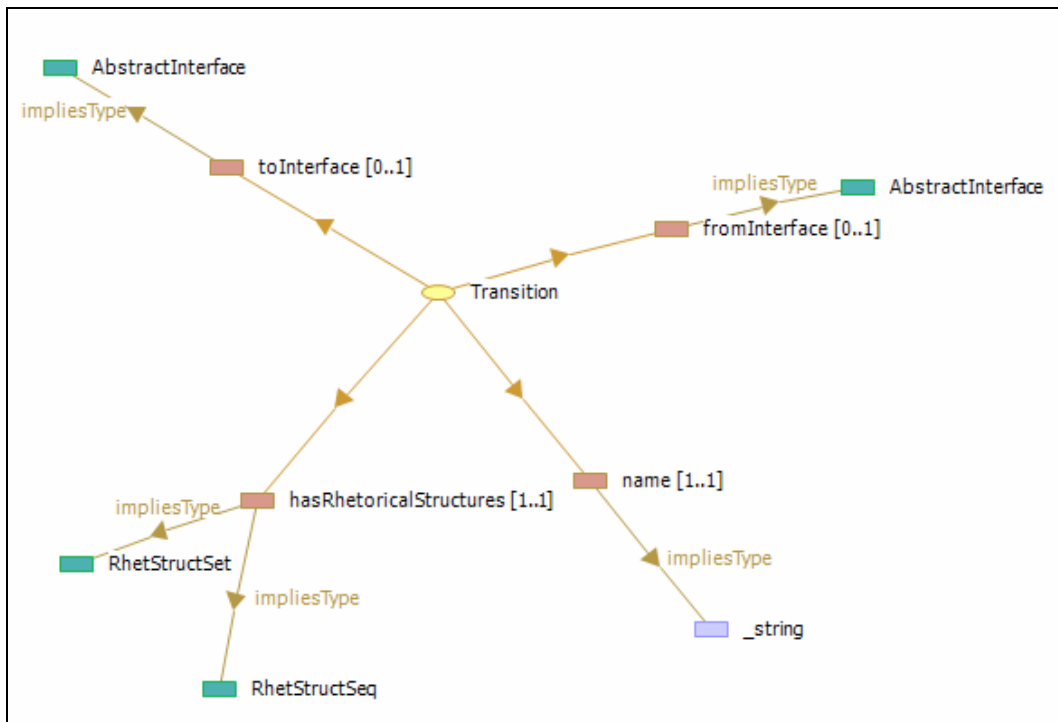 AbstractInterface
impliesType
toInterface [0..1]
impliesType
AbstractInterface
fromInterface [0..1]
Transition
name [1..1]
hasRhetoricalStructures [1..1]
impliesType
RhetStructSet
impliesType
impliesType
_string
RhetStructSeq